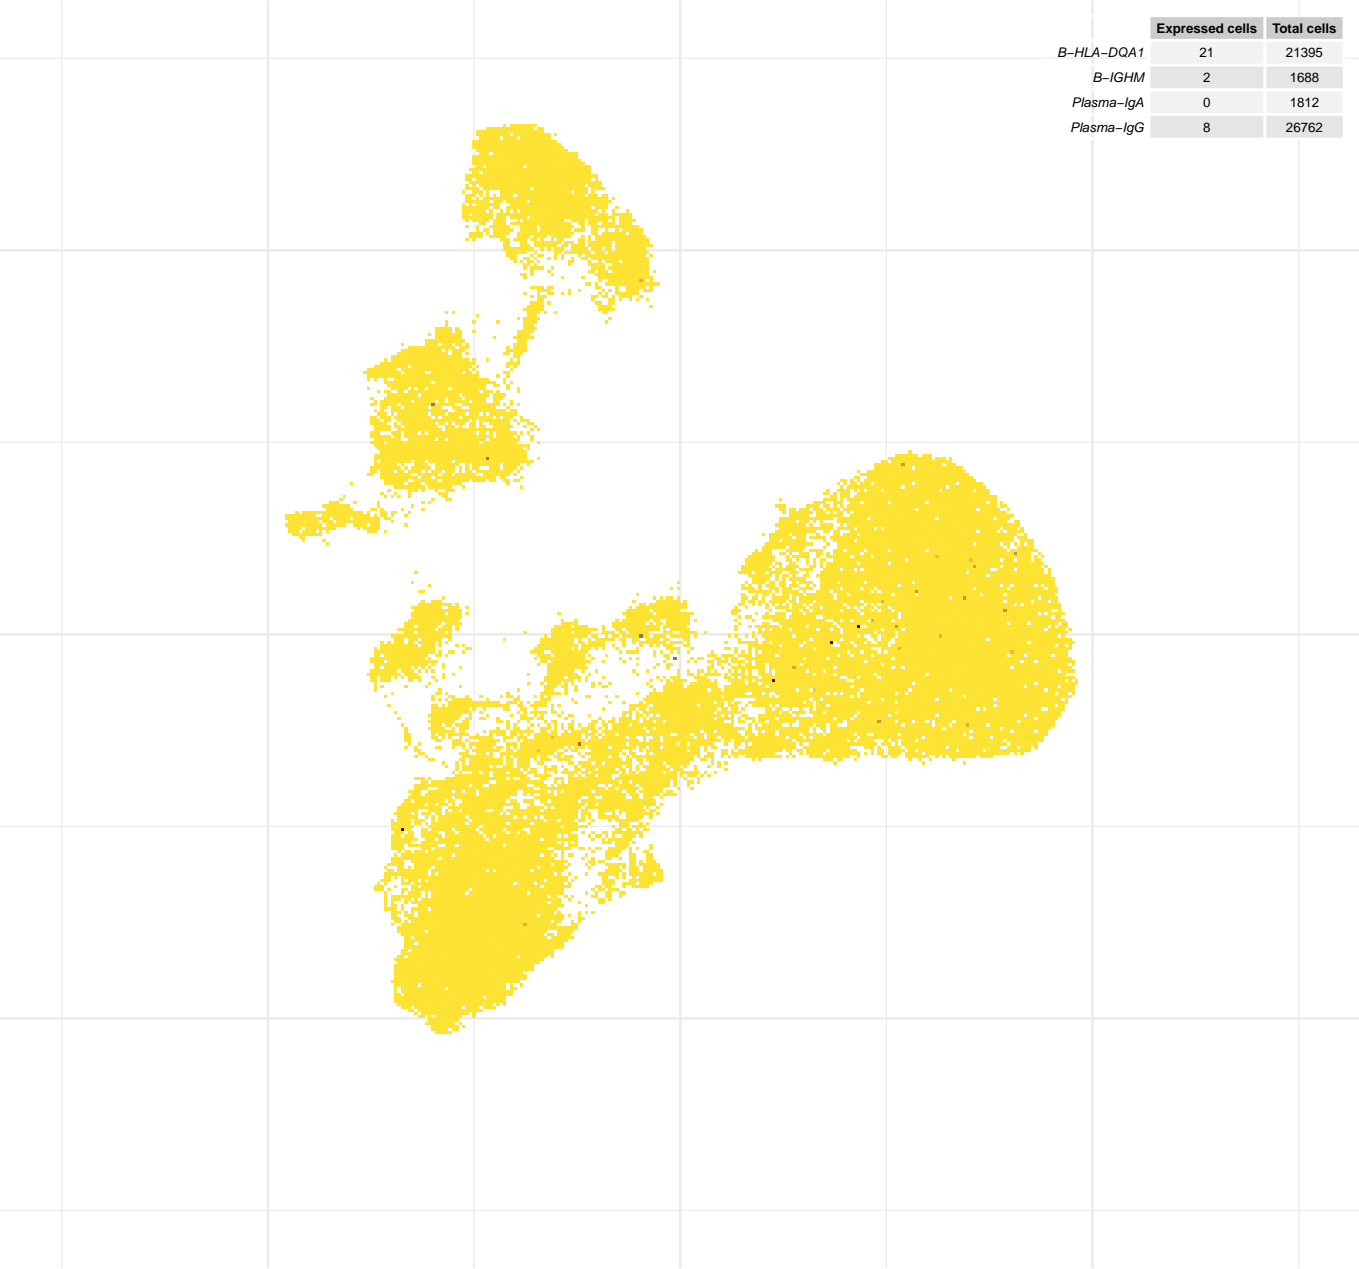 Expressed cells Total cells
B−HLA−DQA1 21 21395
B−IGHM 2 1688
Plasma−IgA 0 1812
Plasma−IgG 8 26762